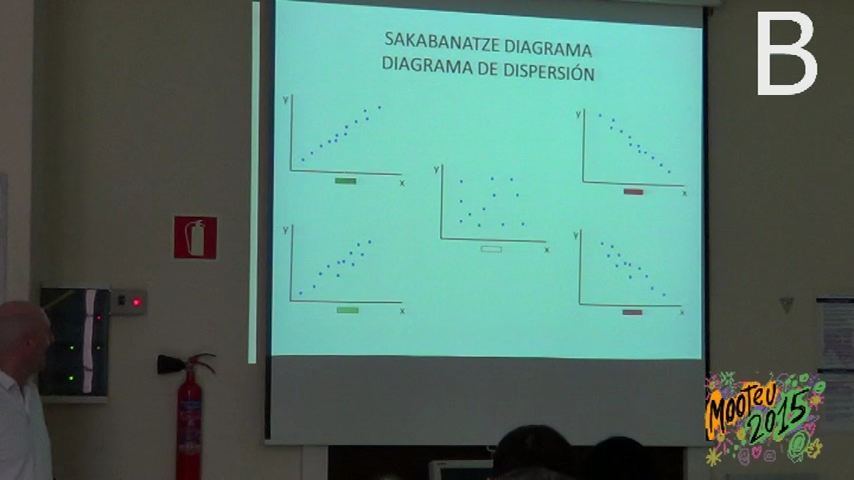 B
SAKABANATZE DIAGRAMA
DIAGRAMA DE DISPERSIÓN
y
x
y
x
y
x
y
x
y
x
MOOTEU
2015